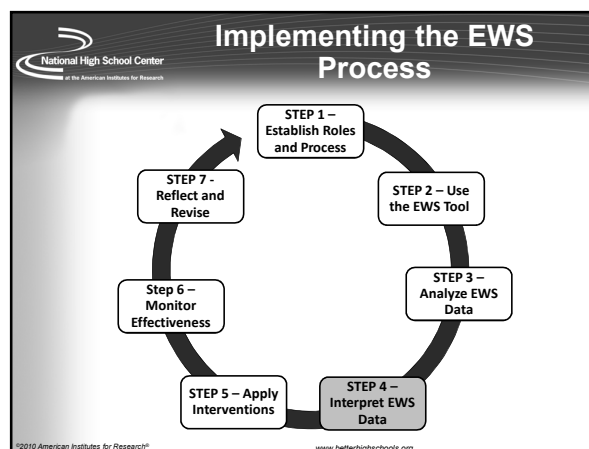 National High School Center
at the American Institutes for Research
Implementing the EWS
Process
STEP 1 –
Establish Roles
and Process
STEP 2 – Use
the EWS Tool
STEP 3 –
Analyze EWS
Data
STEP 4 –
Interpret EWS
Data
STEP 5 – Apply
Interventions
Step 6 –
Monitor
Effectiveness
STEP 7 -
Reflect and
Revise
©2010 American Institutes for Research®
www.betterhighschools.org